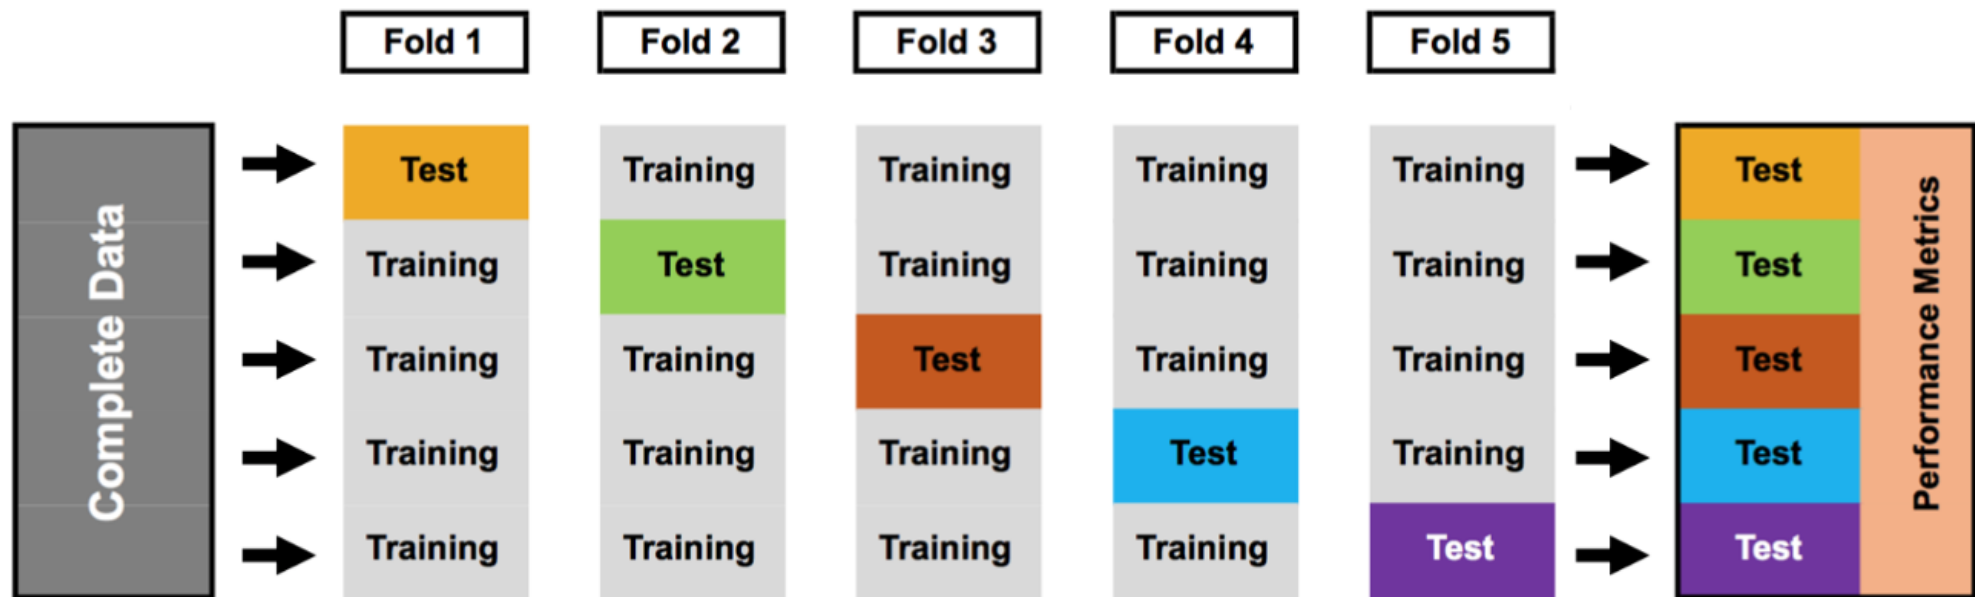 Fold 1 Fold 2 Fold 3 Fold 4 Fold 5
Complete Data
Test Training Training Training Training Test
Training Test Training Training Training Test
Training Training Test Training Training Test
Training Training Training Test Training Test
Training Training Training Training Test Test
Performance Metrics